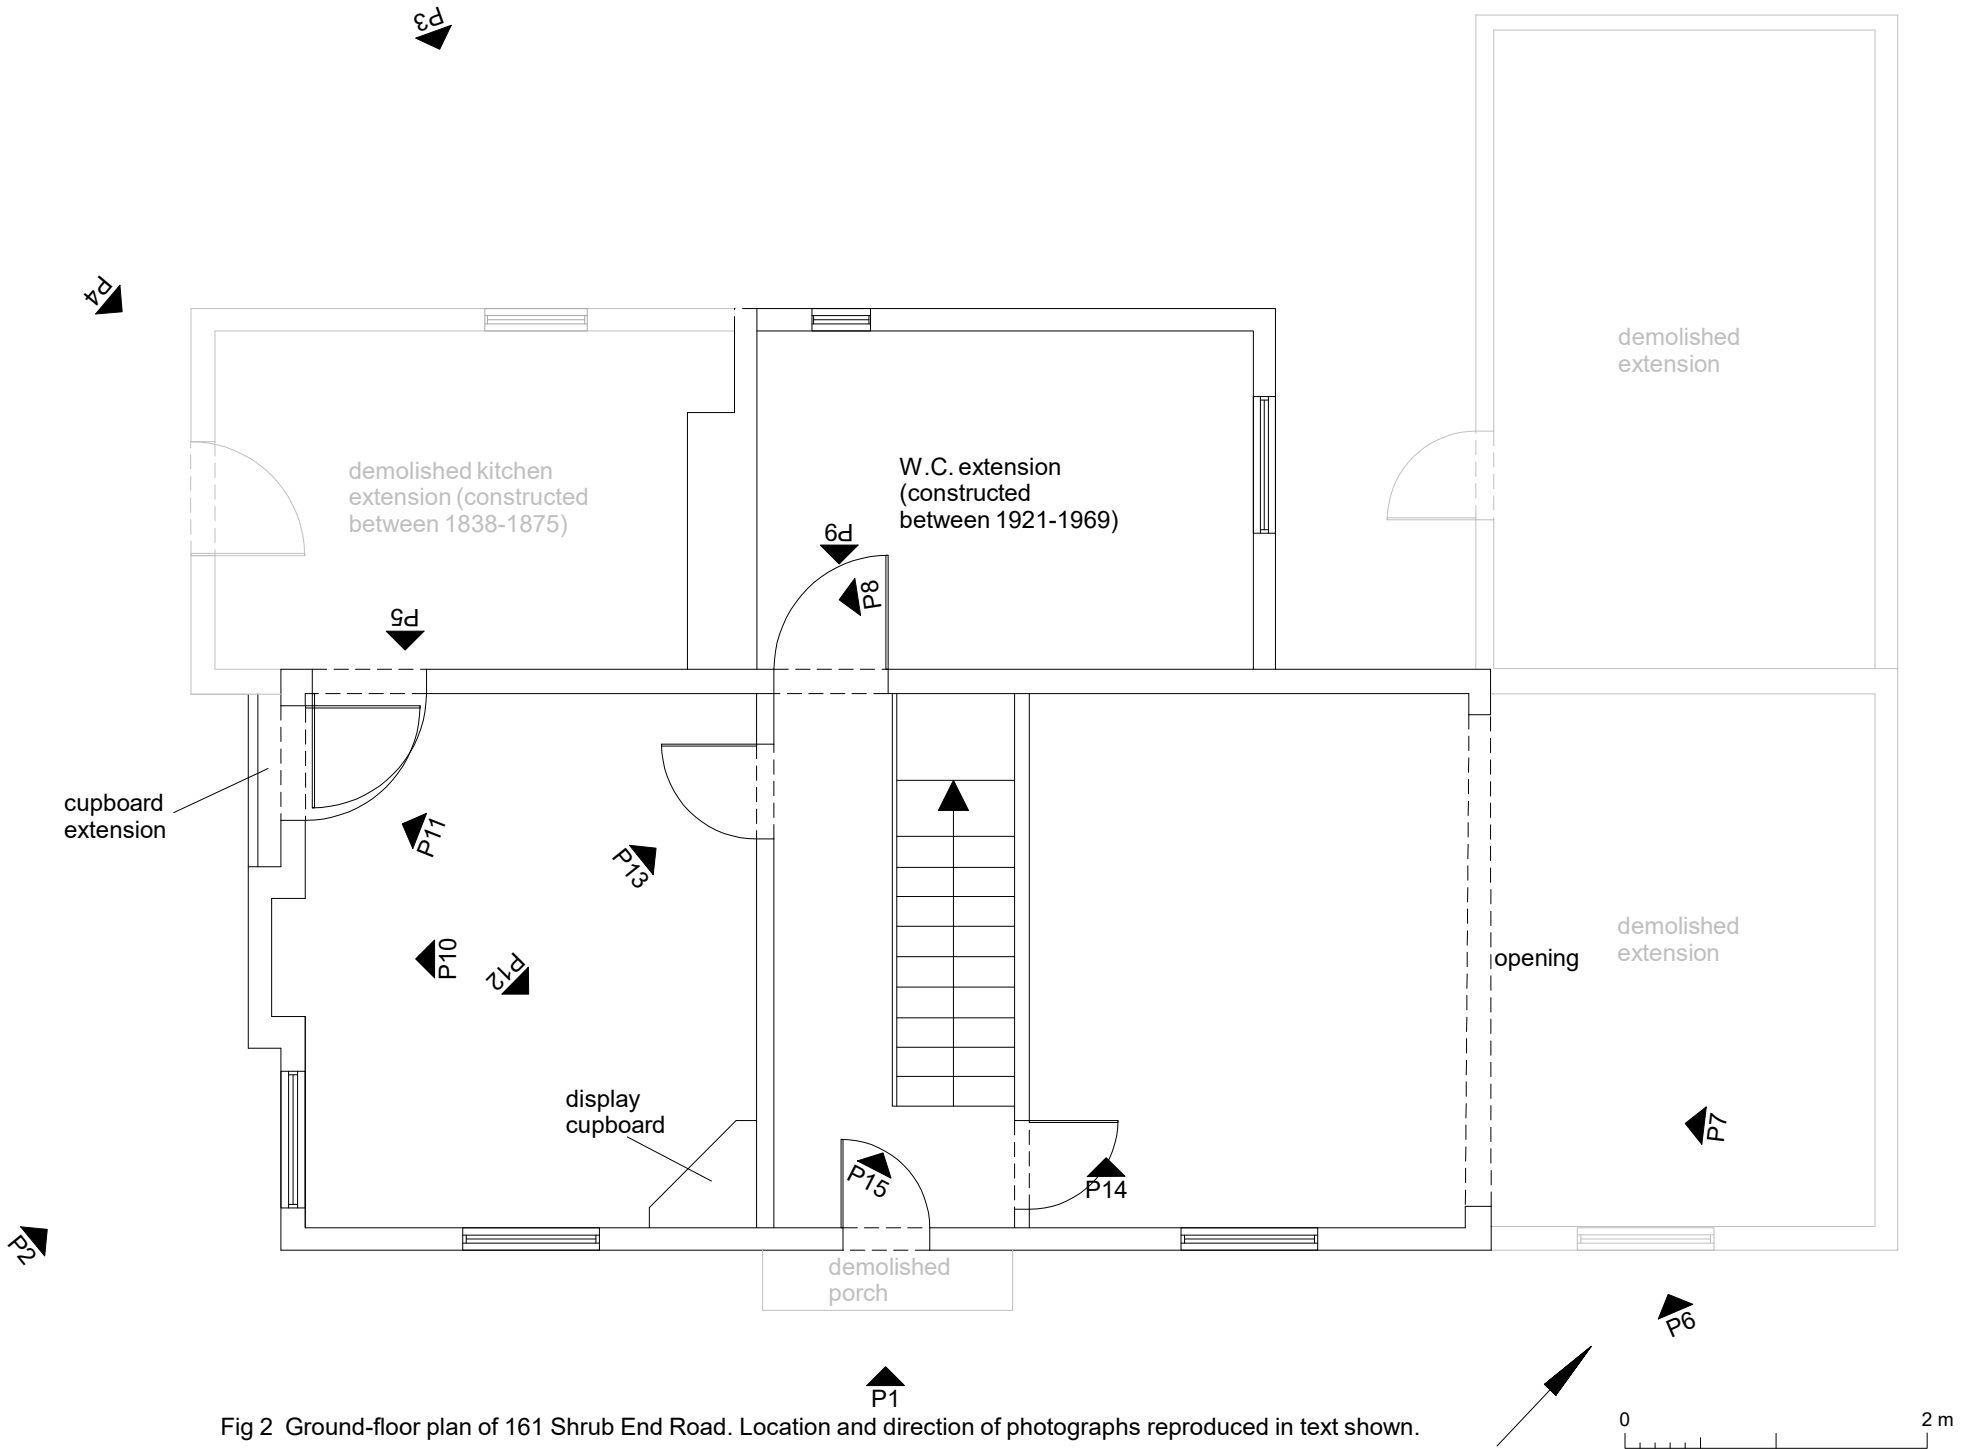 P3
P4
demolished
extension
demolished kitchen
extension (constructed
between 1838-1875)
W.C. extension
(constructed
between 1921-1969)
P9
P8
P5
cupboard
extension
P11
P13
P10
P12
opening
demolished
extension
display
cupboard
P7
P15
P14
P2
demolished
porch
P6
P1
Fig 2 Ground-floor plan of 161 Shrub End Road. Location and direction of photographs reproduced in text shown.
0 2 m